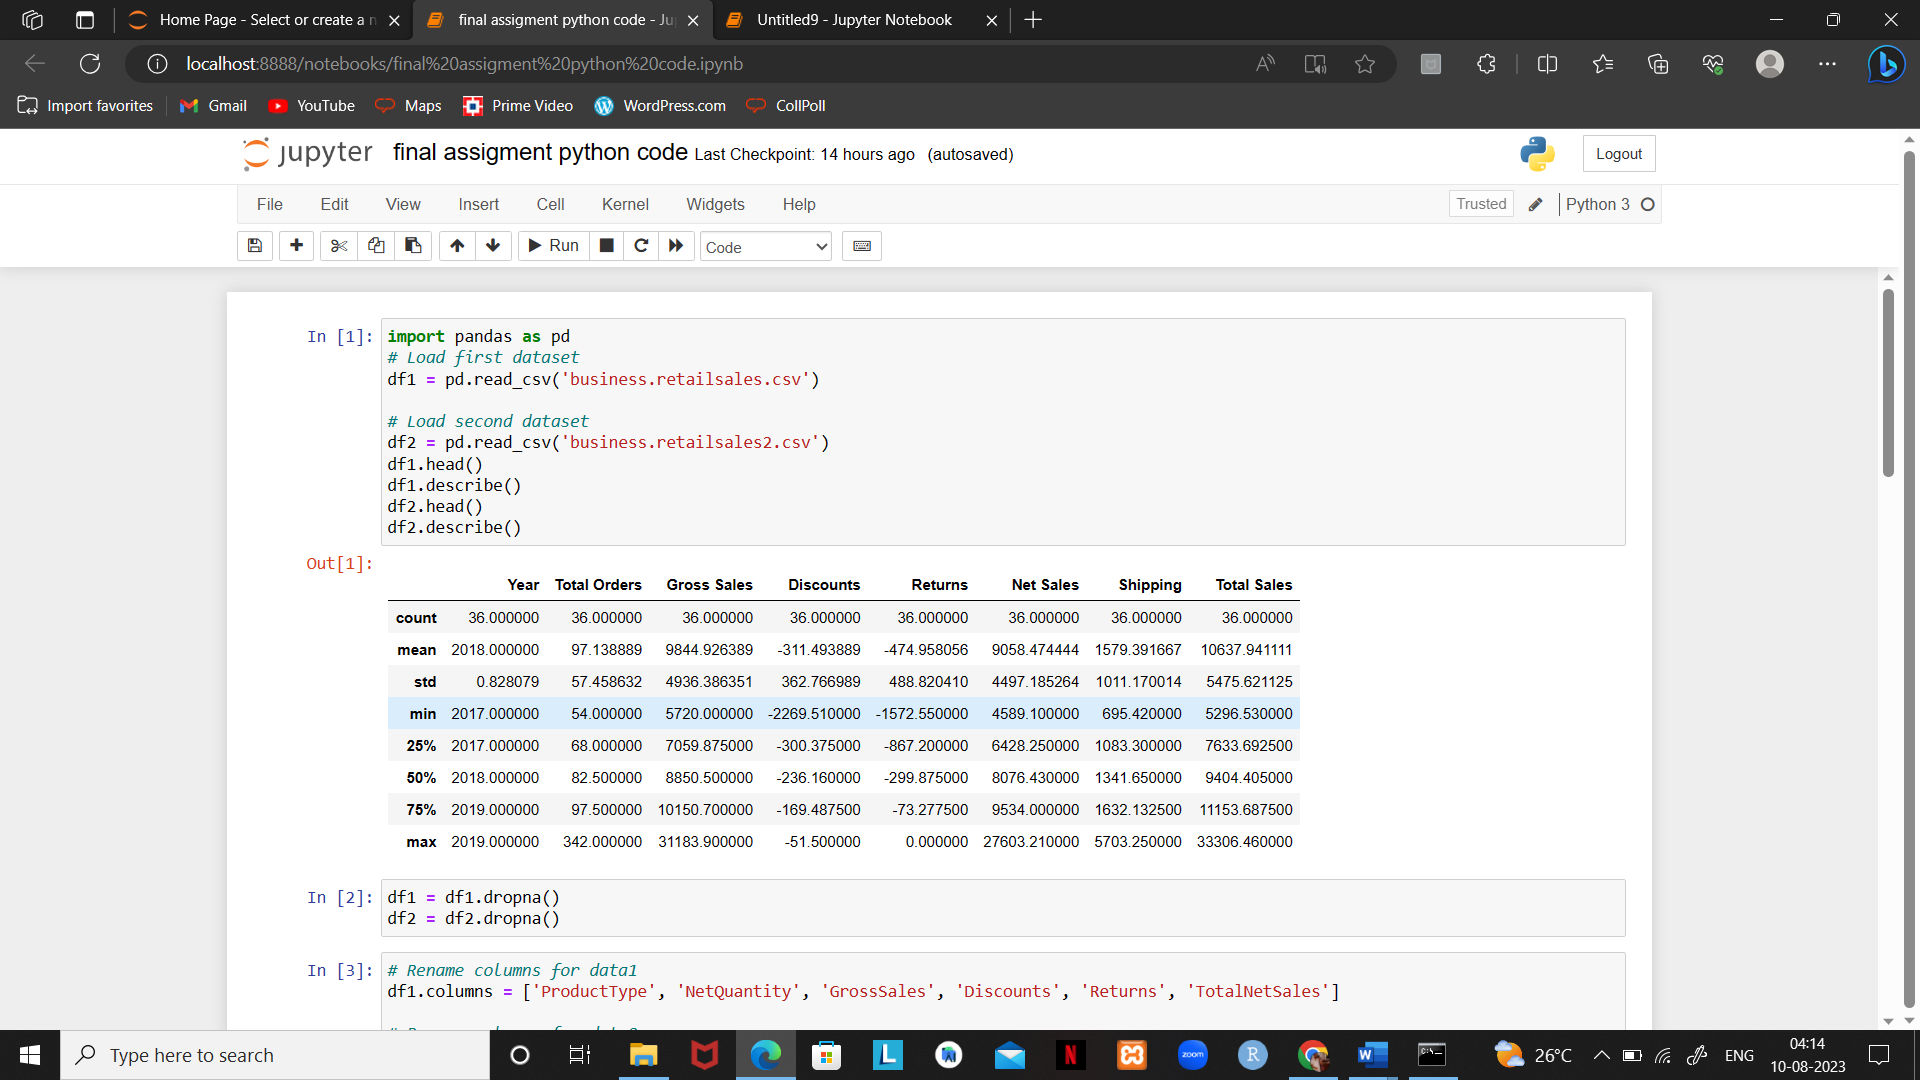 Home Page - Select or create a n
final assigment python code - Ju
Untitled9 - Jupyter Notebook
localhost:8888/notebooks/final%20assigment%20python%20code.ipynb
Import favorites
Gmail
YouTube
Maps
Prime Video
WordPress.com
CollPoll
jupyter final assigment python code Last Checkpoint: 14 hours ago (autosaved)
Logout
File Edit View Insert Cell Kernel Widgets Help
Trusted
Python 3
Run
Code
In [1]: import pandas as pd
# Load first dataset
df1 = pd.read_csv('business.retailsales.csv')
# Load second dataset
df2 = pd.read_csv('business.retailsales2.csv')
df1.head()
df1.describe()
df2.head()
df2.describe()
Out[1]:
Year Total Orders Gross Sales Discounts Returns Net Sales Shipping Total Sales
count 36.000000 36.000000 36.000000 36.000000 36.000000 36.000000 36.000000 36.000000
mean 2018.000000 97.138889 9844.926389 -311.493889 -474.958056 9058.474444 1579.391667 10637.941111
std 0.828079 57.458632 4936.386351 362.766989 488.820410 4497.185264 1011.170014 5475.621125
min 2017.000000 54.000000 5720.000000 -2269.510000 -1572.550000 4589.100000 695.420000 5296.530000
25% 2017.000000 68.000000 7059.875000 -300.375000 -867.200000 6428.250000 1083.300000 7633.692500
50% 2018.000000 82.500000 8850.500000 -236.160000 -299.875000 8076.430000 1341.650000 9404.405000
75% 2019.000000 97.500000 10150.700000 -169.487500 -73.277500 9534.000000 1632.132500 11153.687500
max 2019.000000 342.000000 31183.900000 -51.500000 0.000000 27603.210000 5703.250000 33306.460000
In [2]: df1 = df1.dropna()
df2 = df2.dropna()
In [3]: # Rename columns for data1
df1.columns = ['ProductType', 'NetQuantity', 'GrossSales', 'Discounts', 'Returns', 'TotalNetSales']
Type here to search
zoom
26°C
ENG
04:14
10-08-2023